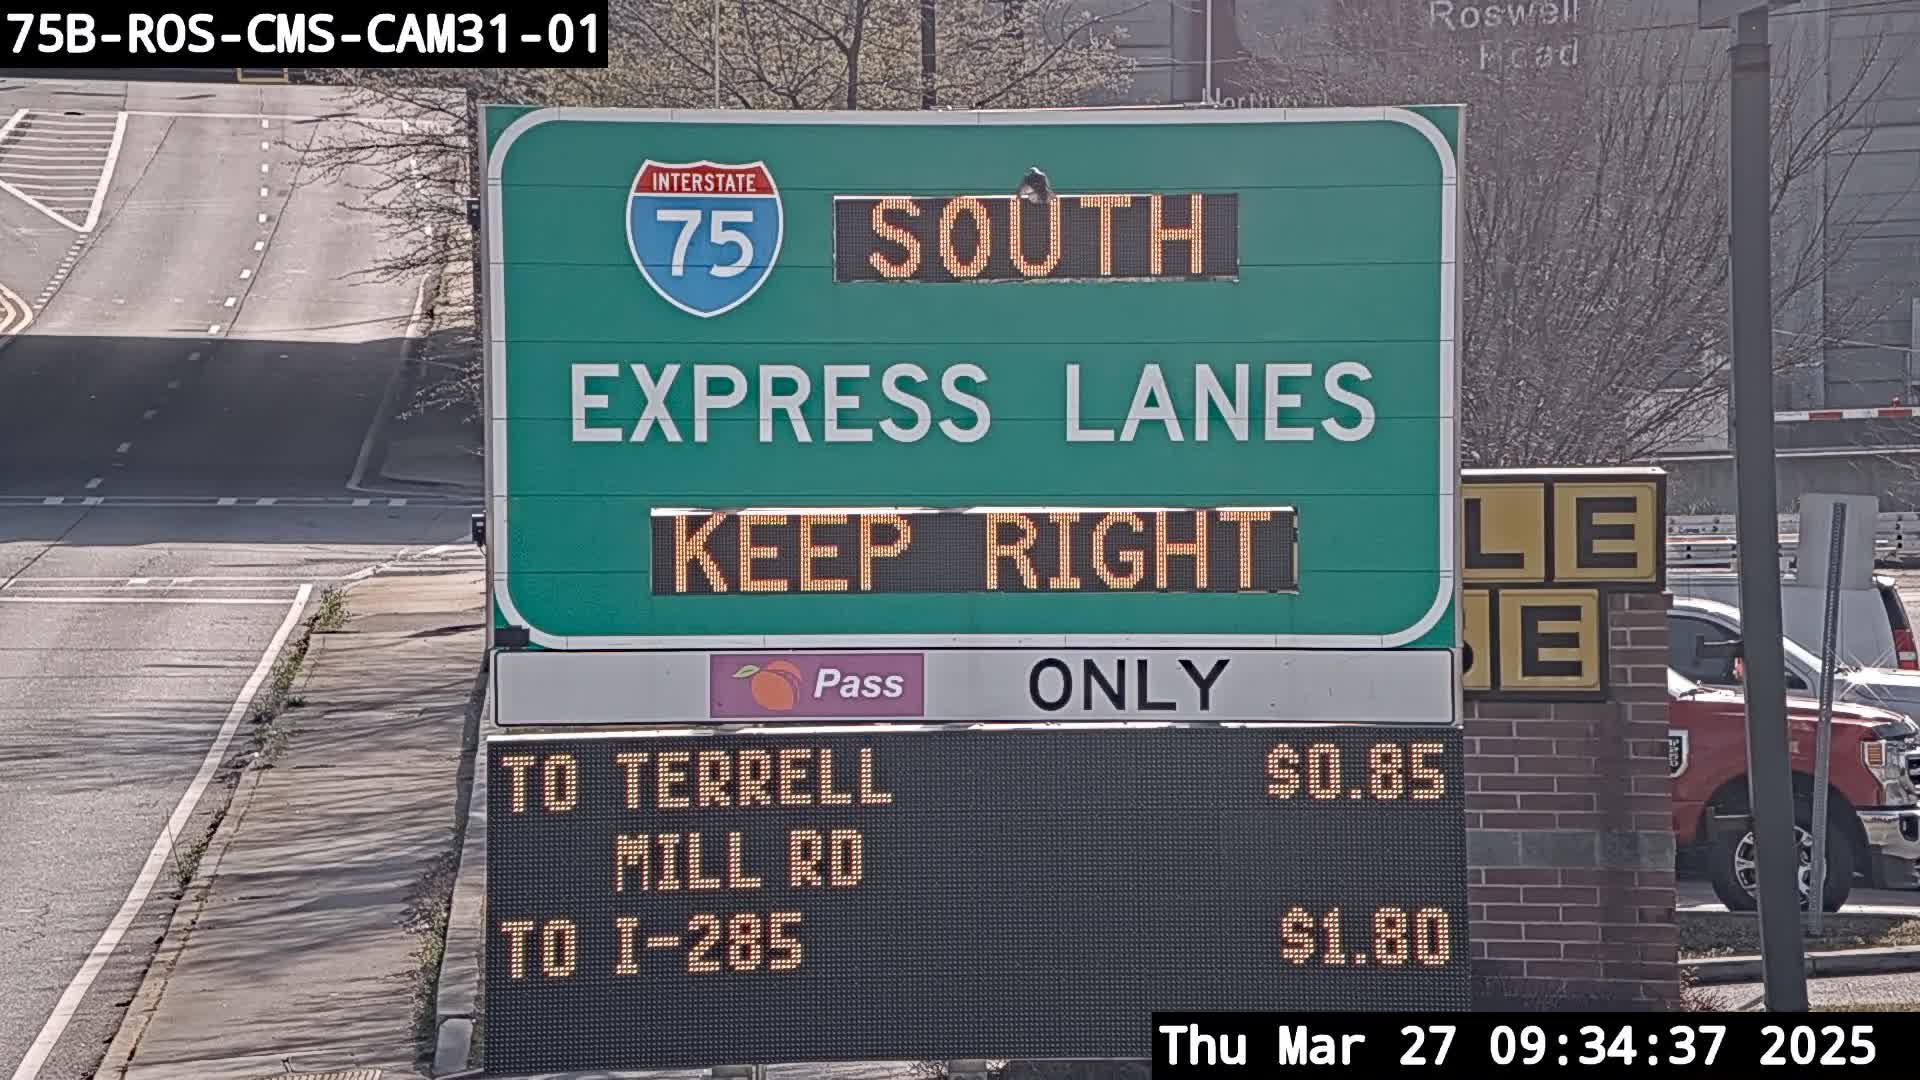 75B-ROS-CMS-CAM31-01
Roswell
Road
INTERSTATE
75
SOUTH
EXPRESS LANES
KEEP RIGHT
Pass ONLY
TO TERRELL $0.85
MILL RD
TO I-285 $1.80
LE
E
Thu Mar 27 09:34:37 2025